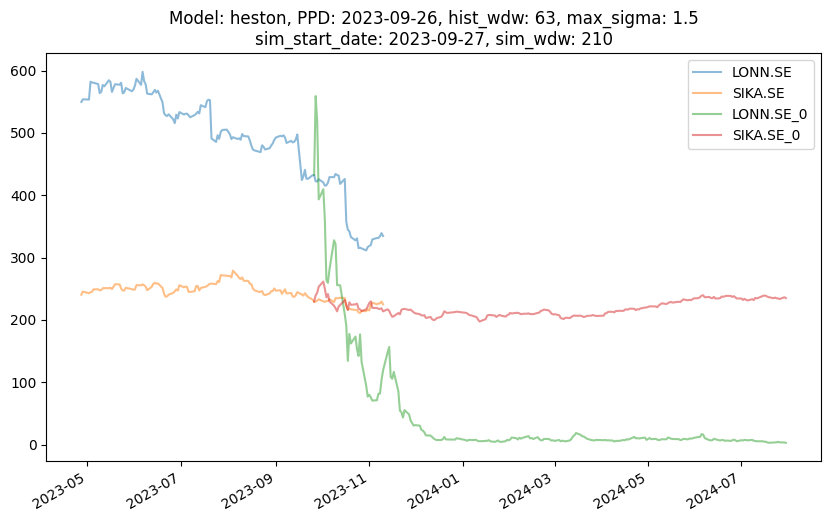 Model: heston, PPD: 2023-09-26, hist_wdw: 63, max_sigma: 1.5
sim_start_date: 2023-09-27, sim_wdw: 210
LONN.SE
SIKA.SE
LONN.SE_0
SIKA.SE_0
600
500
400
300
200
100
0
2023-05
2023-07
2023-09
2023-11
2024-01
2024-03
2024-05
2024-07